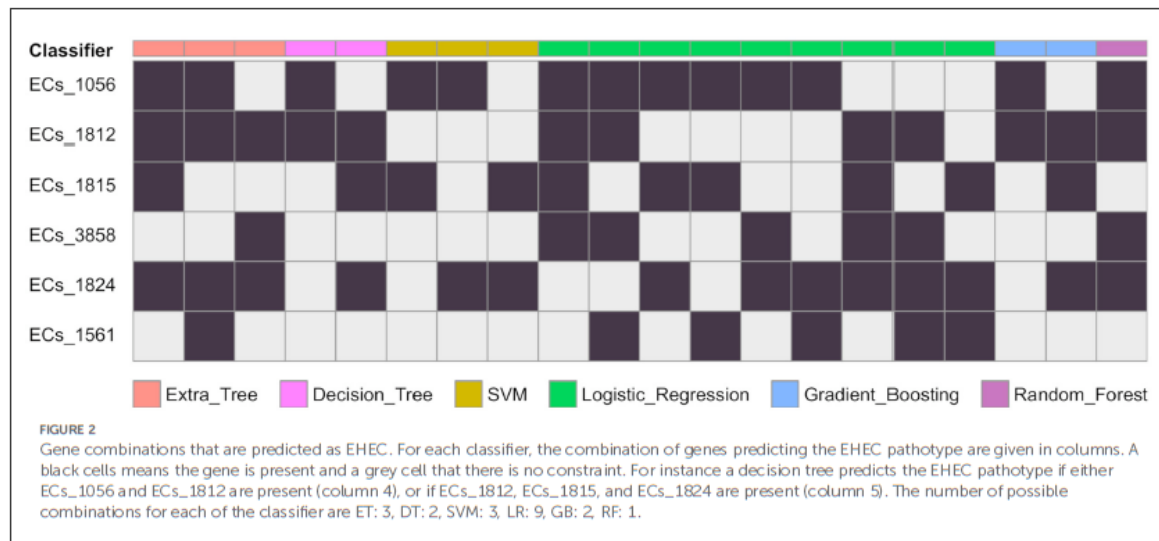 Classifier
ECs_1056
ECs_1812
ECs_1815
ECs_3858
ECs_1824
ECs_1561
Extra_Tree Decision_Tree SVM Logistic_Regression Gradient_Boosting Random_Forest
FIGURE 2
Gene combinations that are predicted as EHEC. For each classifier, the combination of genes predicting the EHEC pathotype are given in columns. A
black cells means the gene is present and a grey cell that there is no constraint. For instance a decision tree predicts the EHEC pathotype if either
ECs_1056 and ECs_1812 are present (column 4), or if ECs_1812, ECs_1815, and ECs_1824 are present (column 5). The number of possible
combinations for each of the classifier are ET: 3, DT: 2, SVM: 3, LR: 9, GB: 2, RF: 1.